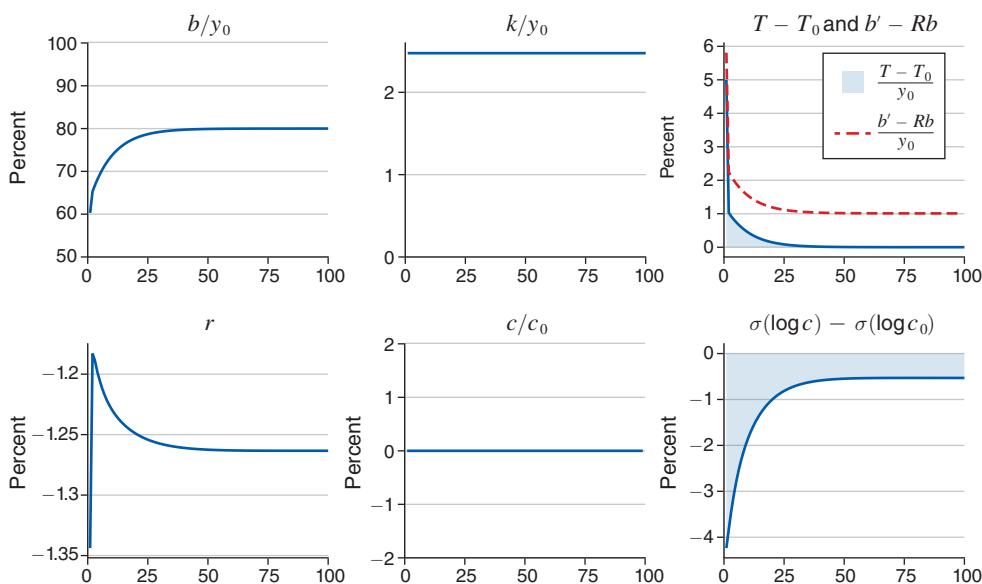 b/y₀
Percent
100
90
80
70
60
50
0 25 50 75 100
k/y₀
2
1
0
0 25 50 75 100
T − T₀ and b′ − Rb
Percent
6
5
4
3
2
1
0
T − T₀
y₀
b′ − Rb
y₀
0 25 50 75 100
r
Percent
−1.2
−1.25
−1.3
−1.35
0 25 50 75 100
c/c₀
Percent
2
1
0
−1
−2
0 25 50 75 100
σ(log c) − σ(log c₀)
Percent
0
−1
−2
−3
−4
0 25 50 75 100